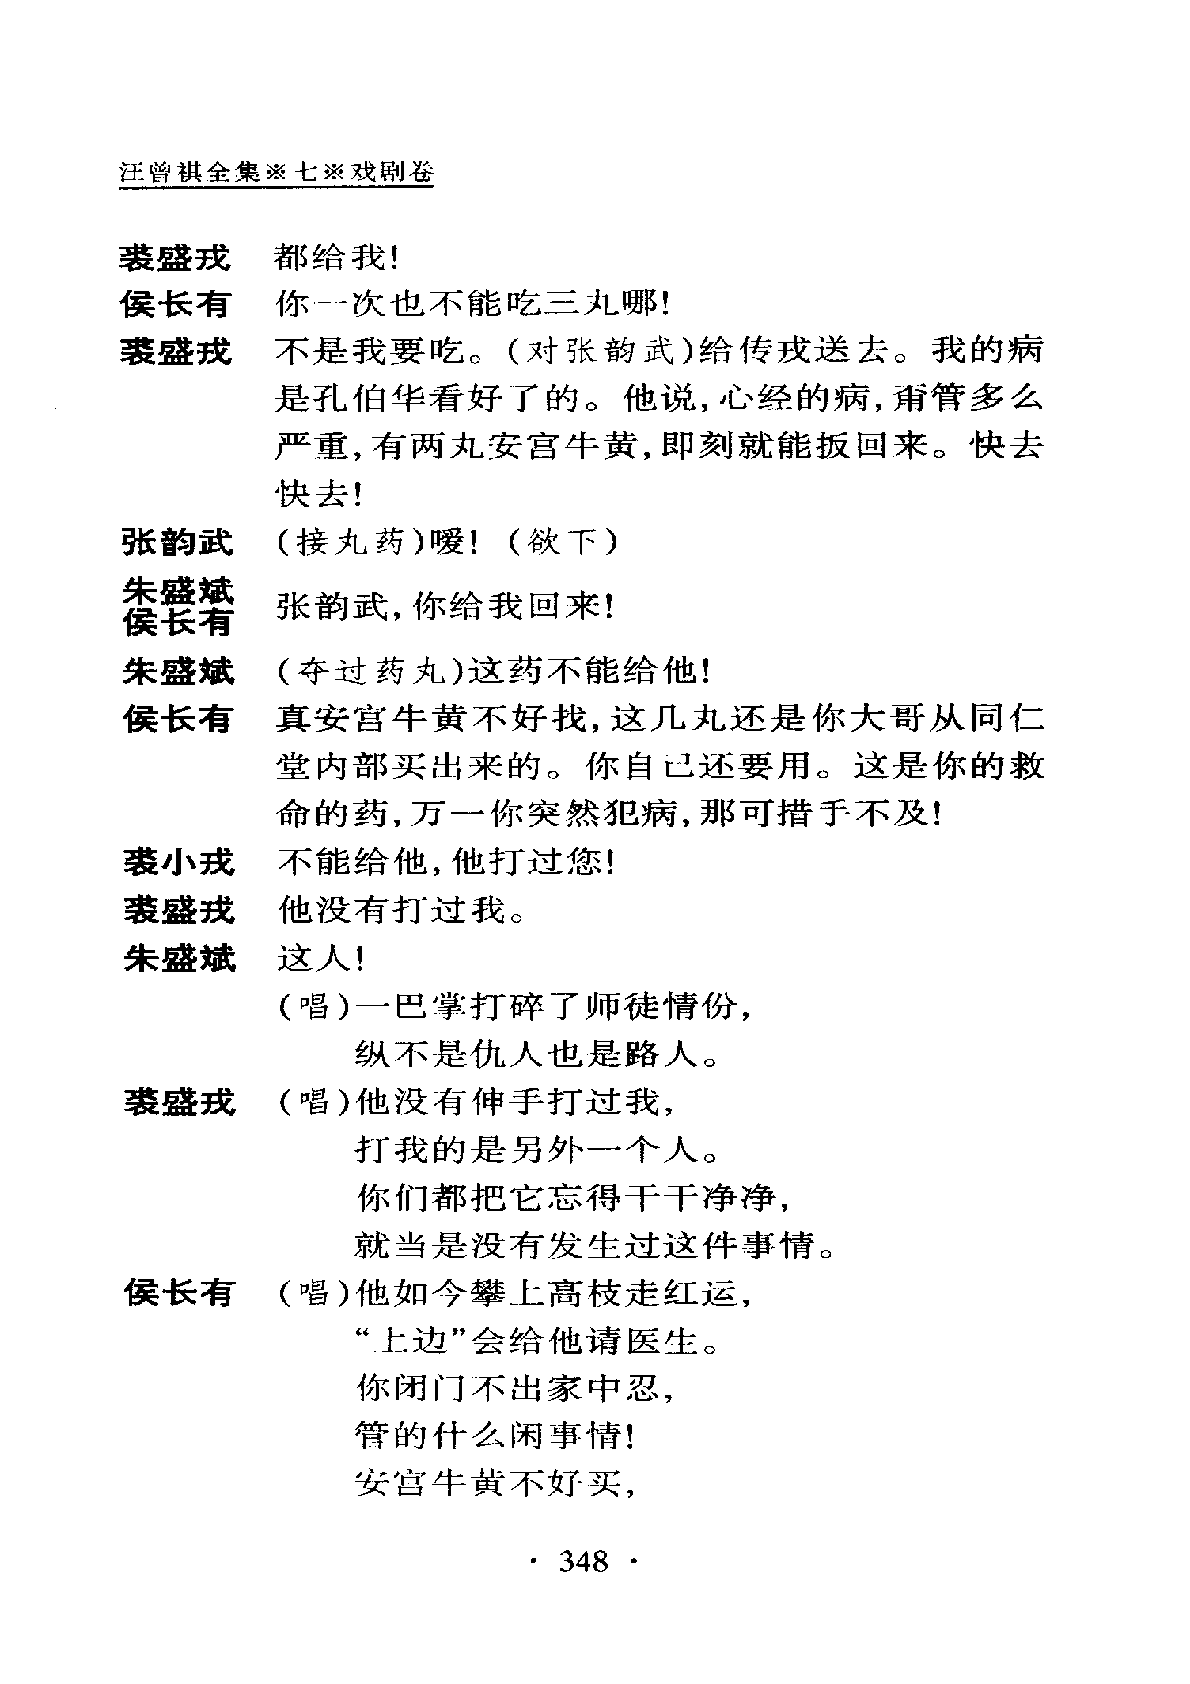 汪曾祺全集※七※戏剧卷
裘盛戎 都给我!
侯长有 你一次也不能吃三丸哪!
裘盛戎 不是我要吃。(对张韵武)给传戎送去。我的病
是孔伯华看好了的。他说,心经的病,甭管多么
严重,有两丸安宫牛黄,即刻就能扳回来。快去
快去!
张韵武 (接丸药)嗳!(欲下)
朱盛斌
侯长有 张韵武,你给我回来!
朱盛斌 (夺过药丸)这药不能给他!
侯长有 真安宫牛黄不好找,这几丸还是你大哥从同仁
堂内部买出来的。你自已还要用。这是你的救
命的药,万一你突然犯病,那可措手不及!
裘小戎 不能给他,他打过您!
裘盛戎 他没有打过我。
朱盛斌 这人!
(唱)一巴掌打碎了师徒情份,
纵不是仇人也是路人。
裘盛戎 (唱)他没有伸手打过我,
打我的是另外一个人。
你们都把它忘得干干净净,
就当是没有发生过这件事情。
侯长有 (唱)他如今攀上高枝走红运,
“上边”会给他请医生。
你闭门不出家中忍,
管的什么闲事情!
安宫牛黄不好买,
· 348 ·